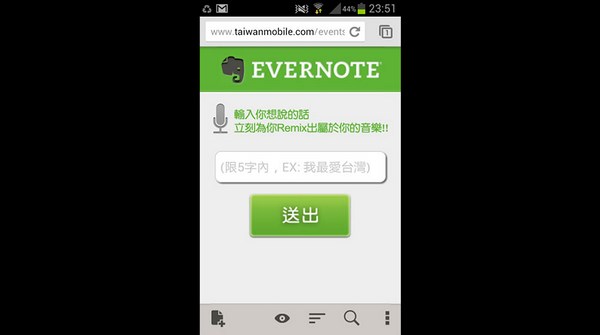 44% 23:51
www.taiwanmobile.com/events
1
EVERNOTE
輸入你想說的話
立刻為你Remix出屬於你的音樂!!
(限5字內，EX: 我最愛台灣)
送出